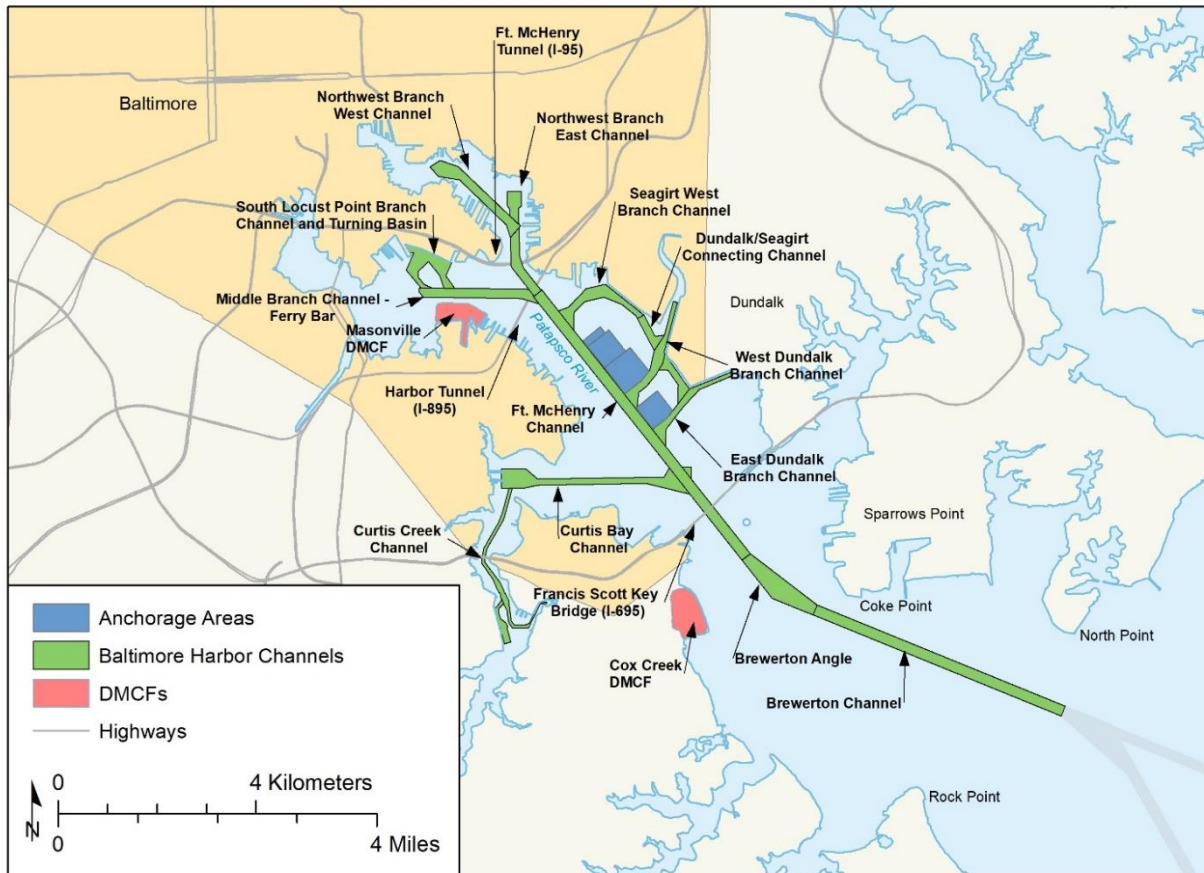 Ft. McHenry
Tunnel (I-95)
Baltimore
Northwest Branch
West Channel
Northwest Branch
East Channel
South Locust Point Branch
Channel and Turning Basin
Seagirt West
Branch Channel
Dundalk/Seagirt
Connecting Channel
Dundalk
Middle Branch Channel -
Ferry Bar
Masonville
DMCF
Patapsco River
West Dundalk
Branch Channel
Harbor Tunnel
(I-895)
Ft. McHenry
Channel
East Dundalk
Branch Channel
Sparrows Point
Curtis Creek
Channel
Curtis Bay
Channel
Francis Scott Key
Bridge (I-695)
Coke Point
North Point
Cox Creek
DMCF
Brewerton Angle
Brewerton Channel
Rock Point
Anchorage Areas
Baltimore Harbor Channels
DMCFs
Highways
0 4 Kilometers
N
0 4 Miles